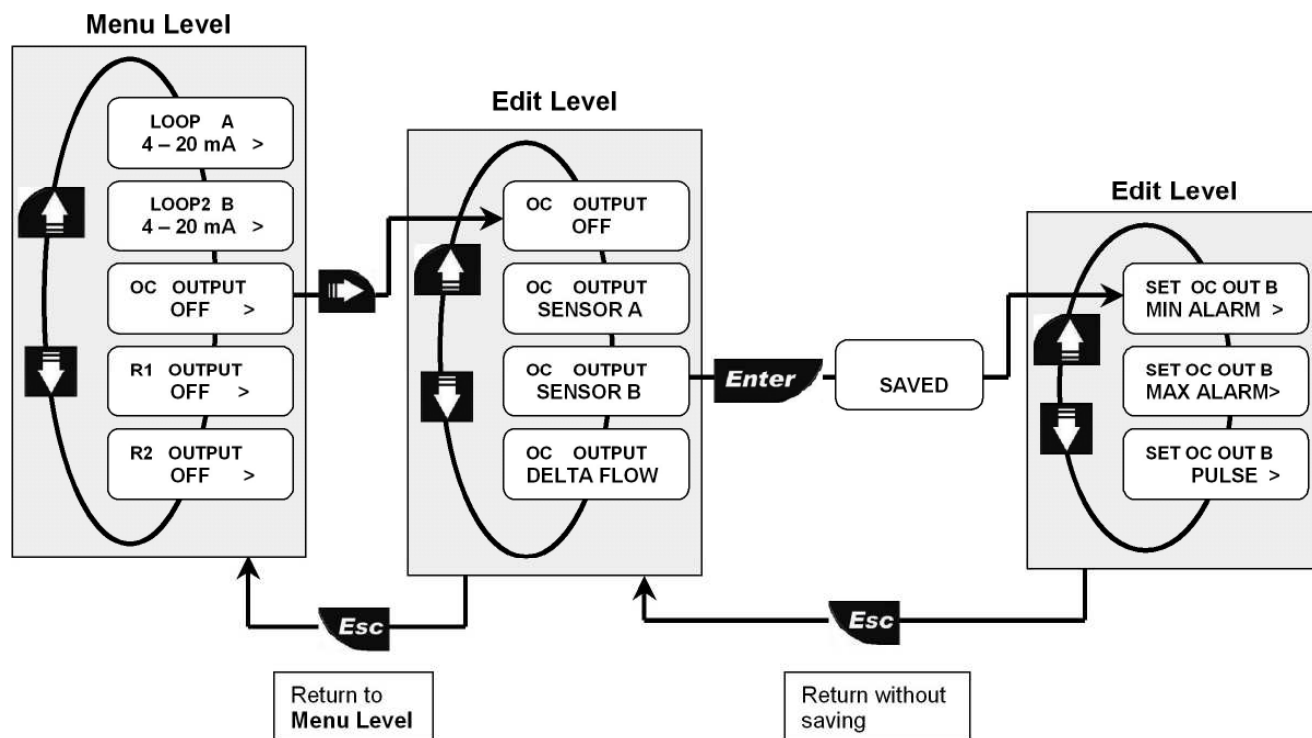 Menu Level
LOOP A
4 – 20 mA >
LOOP2 B
4 – 20 mA >
OC OUTPUT
OFF >
R1 OUTPUT
OFF >
R2 OUTPUT
OFF >
Edit Level
OC OUTPUT
OFF
OC OUTPUT
SENSOR A
OC OUTPUT
SENSOR B
OC OUTPUT
DELTA FLOW
Enter
SAVED
Edit Level
SET OC OUT B
MIN ALARM >
SET OC OUT B
MAX ALARM>
SET OC OUT B
PULSE >
Esc
Esc
Return to
Menu Level
Return without
saving